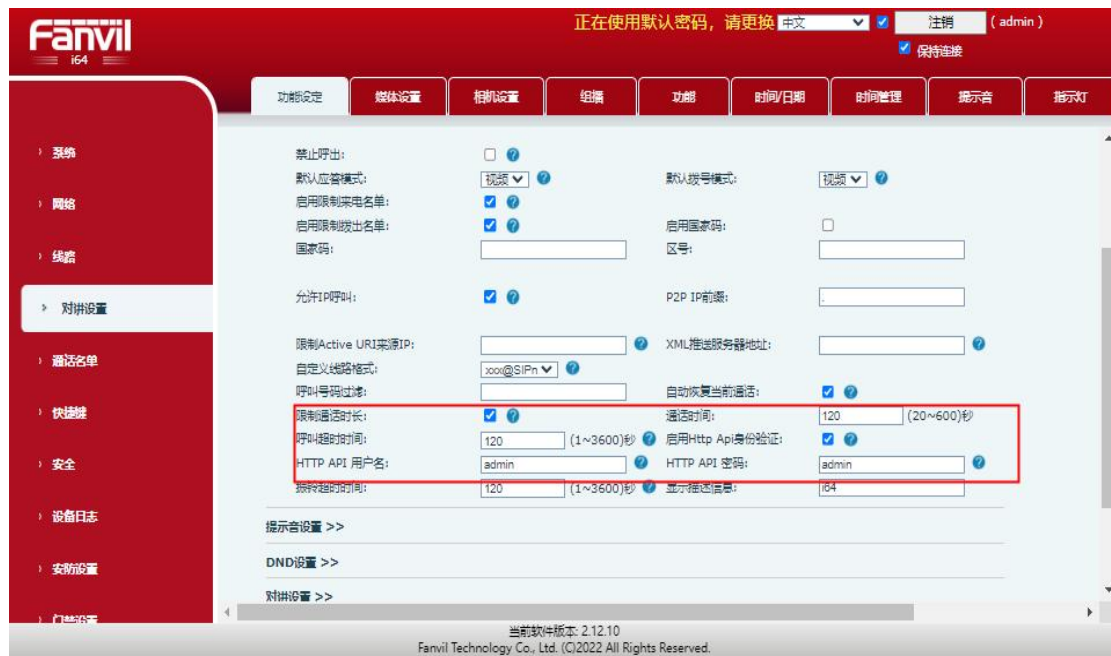 Fanvil
i64
正在使用默认密码，请更换 中文 注销 ( admin )
保持连接
功能设定 媒体设置 相机设置 组播 功能 时间/日期 时间管理 提示音 指示灯
系统
网络
线路
对讲设置
通话名单
快捷键
安全
设备日志
安防设置
门禁设置
禁止呼出:
默认应答模式: 视频 默认拨号模式: 视频
启用限制来电名单:
启用限制拨出名单: 启用国家码:
国家码: 区号:
允许IP呼叫: P2P IP前缀: .
限制Active URI来源IP: XML推送服务器地址:
自定义线路格式: xxx@SIPn
呼叫号码过滤: 自动恢复当前通话:
限制通话时长: 通话时间: 120 (20~600)秒
呼叫超时时间: 120 (1~3600)秒 启用Http Api身份验证:
HTTP API 用户名: admin HTTP API 密码: admin
振铃超时时间: 120 (1~3600)秒 显示描述信息: i64
提示音设置 >>
DND设置 >>
对讲设置 >>
当前软件版本: 2.12.10
Fanvil Technology Co., Ltd. (C)2022 All Rights Reserved.